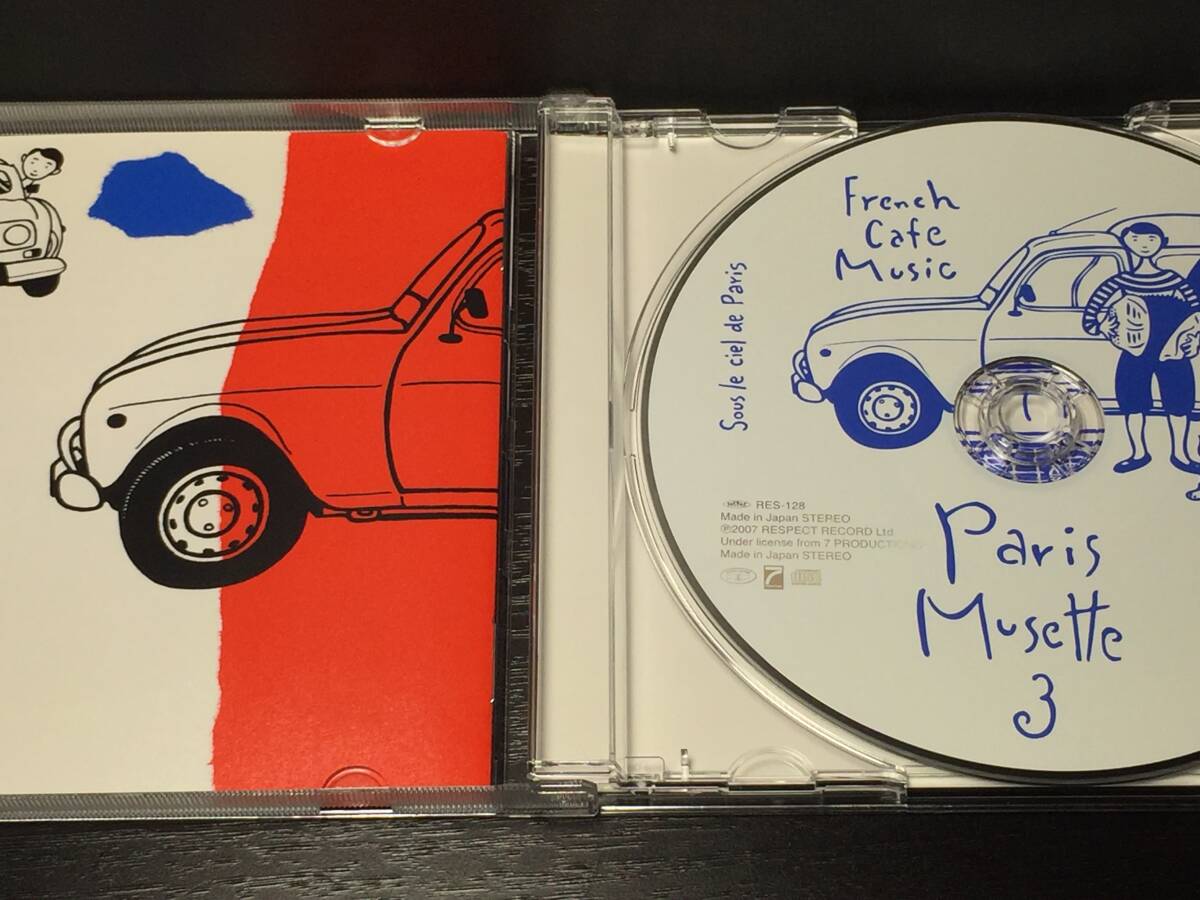 French
Cafe
Music
Sous le ciel de Paris
RES-128
Made in Japan STEREO
℗2007 RESPECT RECORD Ltd
Under license from 7 PRODUCTIONS
Made in Japan STEREO
7
Paris
Musette
3